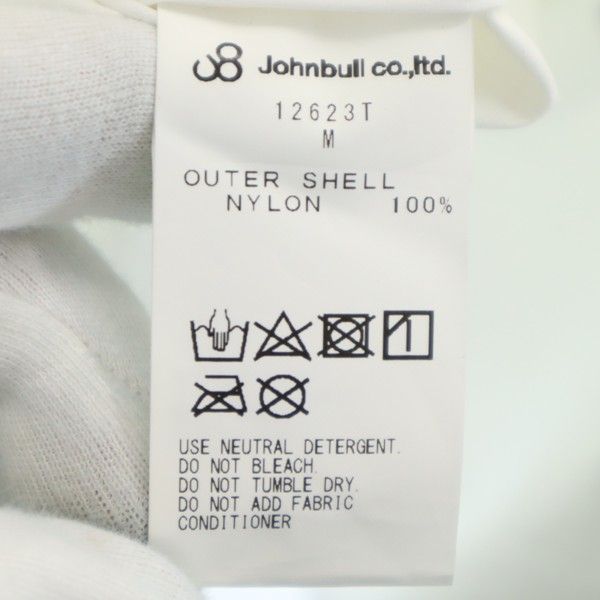 Johnbull co.,ltd.
12623T
M
OUTER SHELL
NYLON 100%
USE NEUTRAL DETERGENT.
DO NOT BLEACH.
DO NOT TUMBLE DRY.
DO NOT ADD FABRIC
CONDITIONER